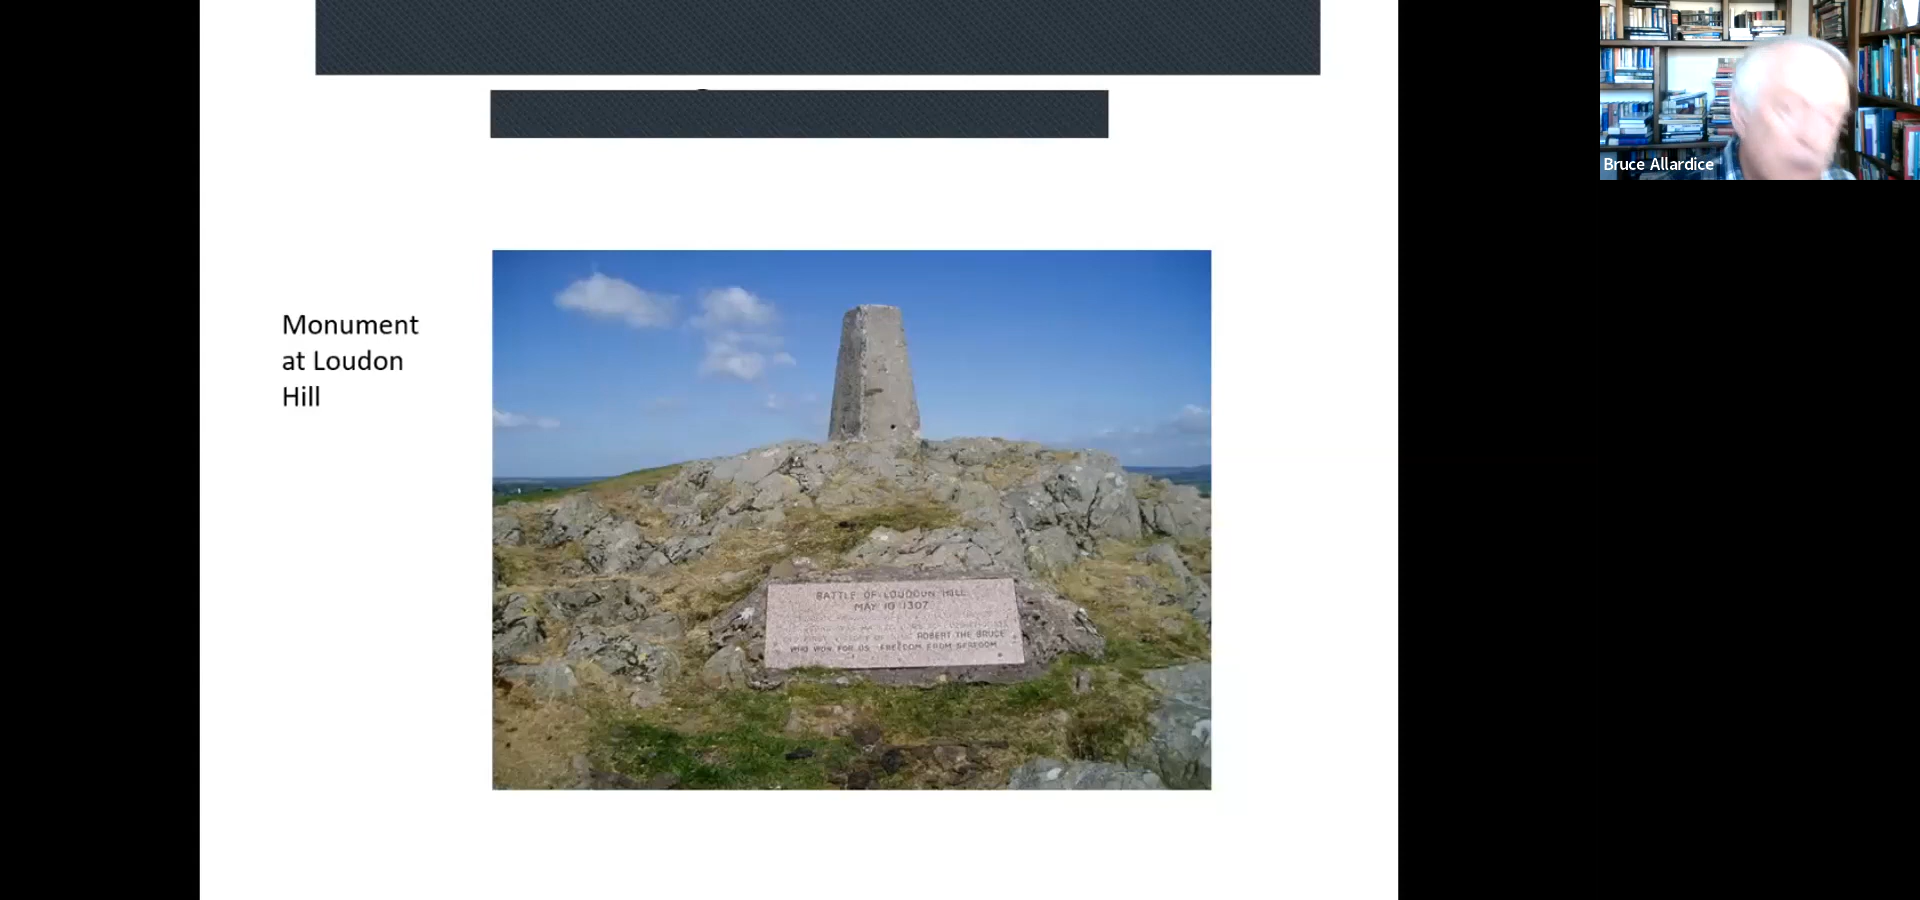 Bruce Allardice
Monument
at Loudon
Hill
BATTLE OF LOUDOUN HILL
MAY 10 1307
ROBERT THE BRUCE
WHO WON FOR US FREEDOM FROM SERFDOM